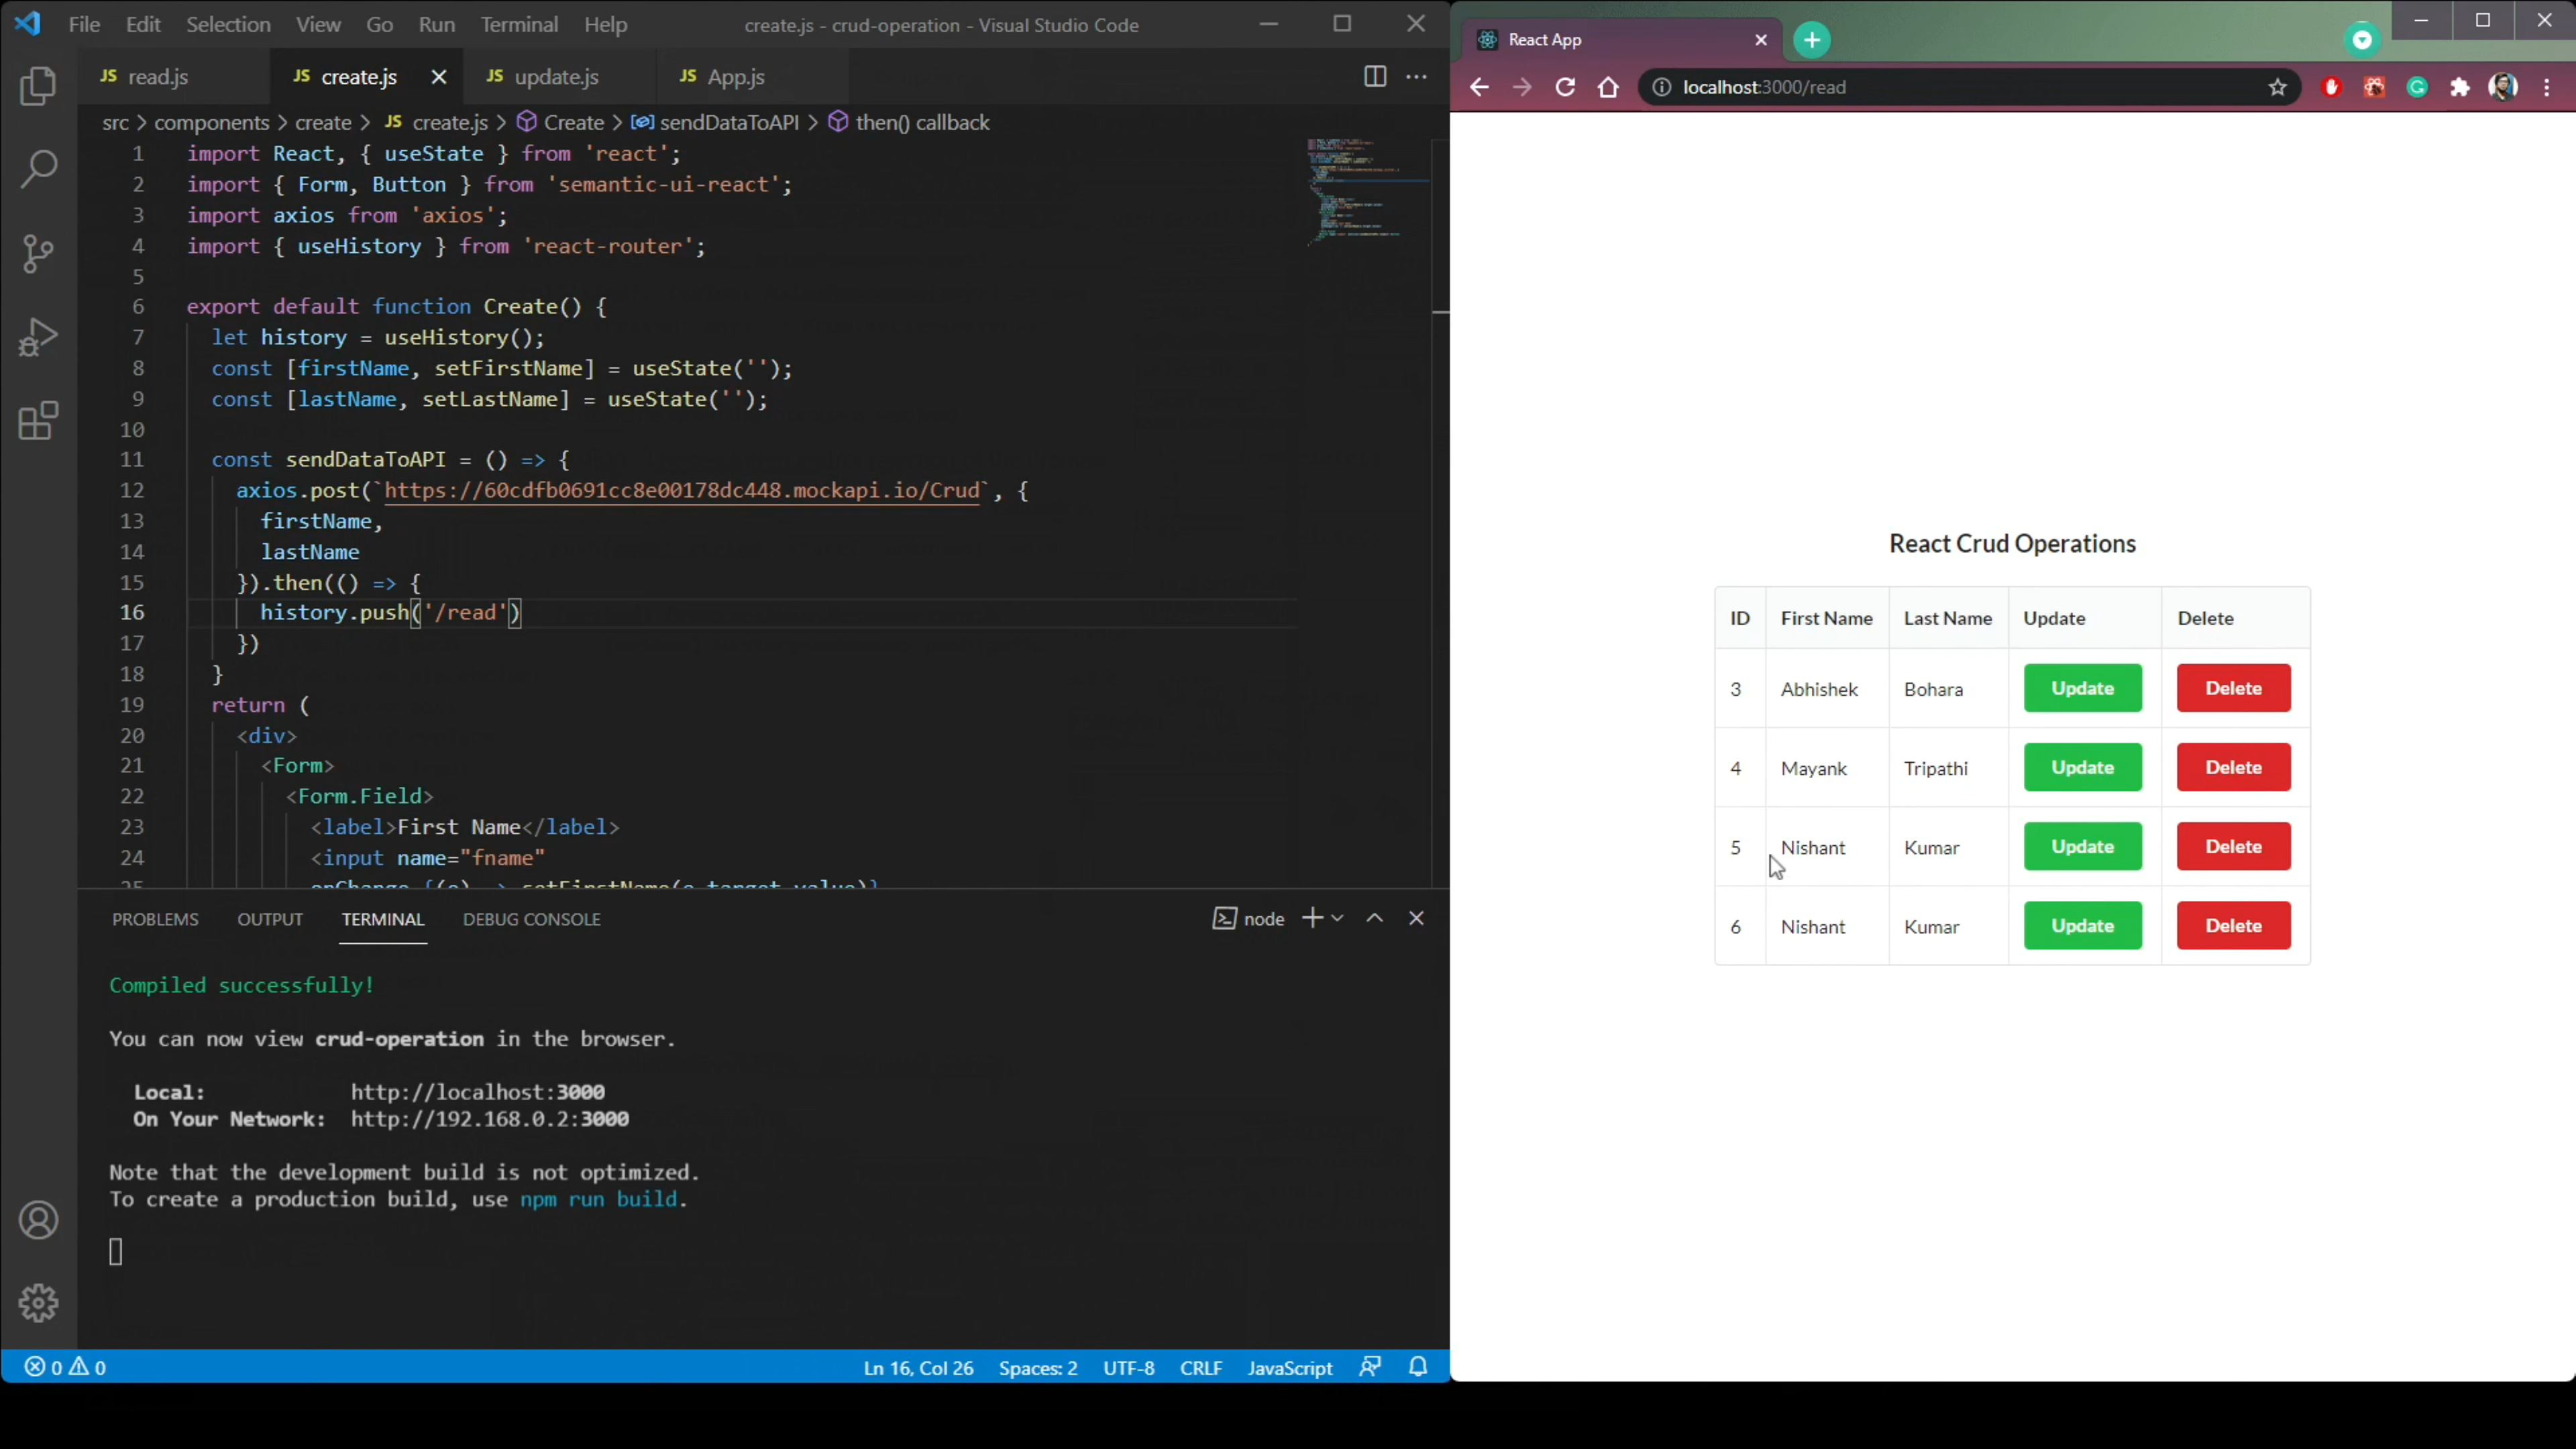 File Edit Selection View Go Run Terminal Help create.js - crud-operation - Visual Studio Code
JS read.js JS create.js JS update.js JS App.js
src > components > create > JS create.js > Create > sendDataToAPI > then() callback
1 import React, { useState } from 'react';
2 import { Form, Button } from 'semantic-ui-react';
3 import axios from 'axios';
4 import { useHistory } from 'react-router';
5
6 export default function Create() {
7 let history = useHistory();
8 const [firstName, setFirstName] = useState('');
9 const [lastName, setLastName] = useState('');
10
11 const sendDataToAPI = () => {
12 axios.post(`https://60cdfb0691cc8e00178dc448.mockapi.io/Crud`, {
13 firstName,
14 lastName
15 }).then(() => {
16 history.push('/read')
17 })
18 }
19 return (
20 <div>
21 <Form>
22 <Form.Field>
23 <label>First Name</label>
24 <input name="fname"
25 onChange {(e) => setFirstName(e.target.value)}
PROBLEMS OUTPUT TERMINAL DEBUG CONSOLE node
Compiled successfully!
You can now view crud-operation in the browser.
Local: http://localhost:3000
On Your Network: http://192.168.0.2:3000
Note that the development build is not optimized.
To create a production build, use npm run build.
0 0 Ln 16, Col 26 Spaces: 2 UTF-8 CRLF JavaScript
React App
localhost:3000/read
React Crud Operations
ID First Name Last Name Update Delete
3 Abhishek Bohara Update Delete
4 Mayank Tripathi Update Delete
5 Nishant Kumar Update Delete
6 Nishant Kumar Update Delete